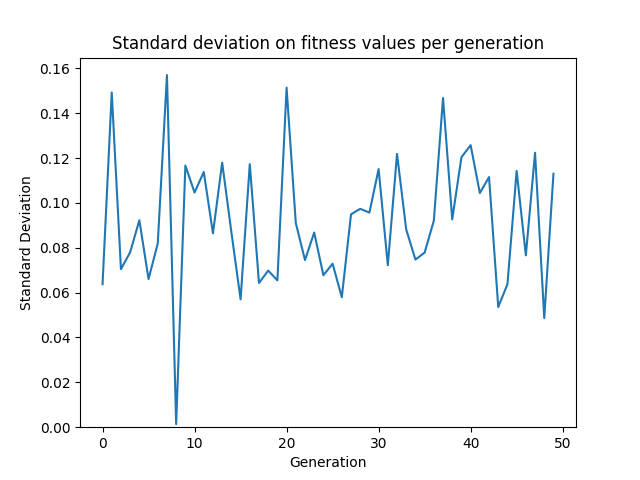 Standard deviation on fitness values per generation
0.16
0.14
0.12
0.10
0.08
0.06
0.04
0.02
0.00
Standard Deviation
0 10 20 30 40 50
Generation